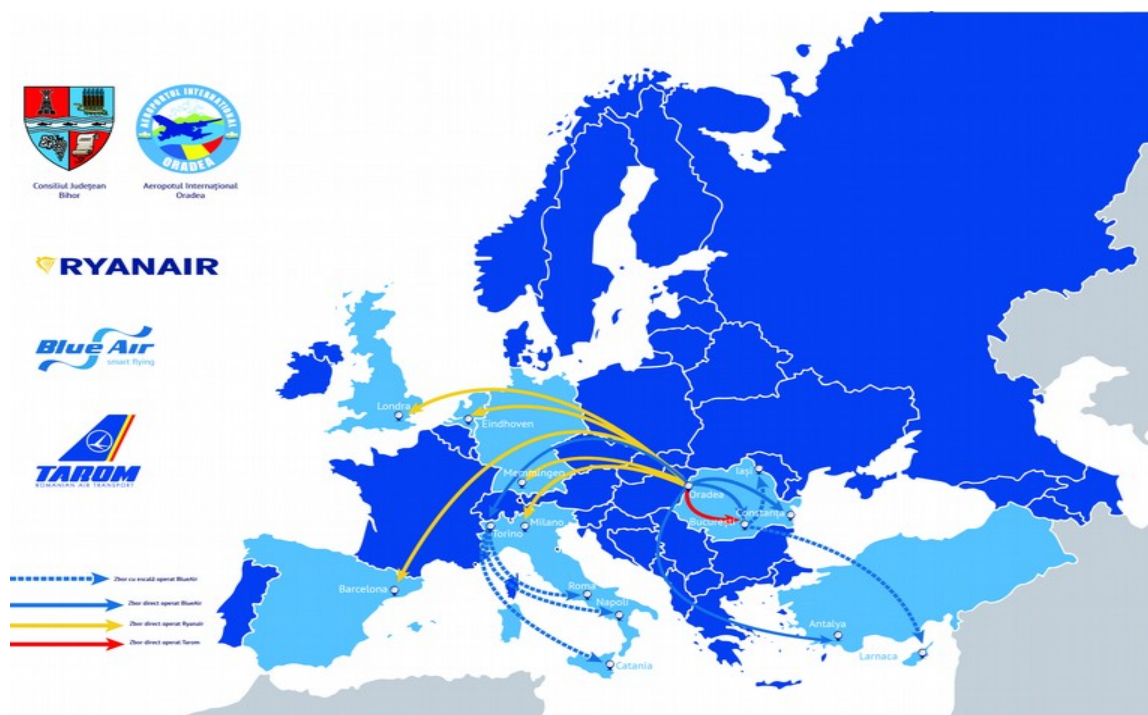 AEROPORTUL INTERNAȚIONAL
ORADEA
Consiliul Județean
Bihor
Aeropotul Internațional
Oradea
RYANAIR
Blue Air
smart flying
TAROM
ROMANIAN AIR TRANSPORT
Londra
Eindhoven
Memmingen
Iași
Oradea
Constanța
București
Torino
Milano
Barcelona
Roma
Napoli
Antalya
Larnaca
Catania
Zbor cu escală operat BlueAir
Zbor direct operat BlueAir
Zbor direct operat Ryanair
Zbor direct operat Tarom